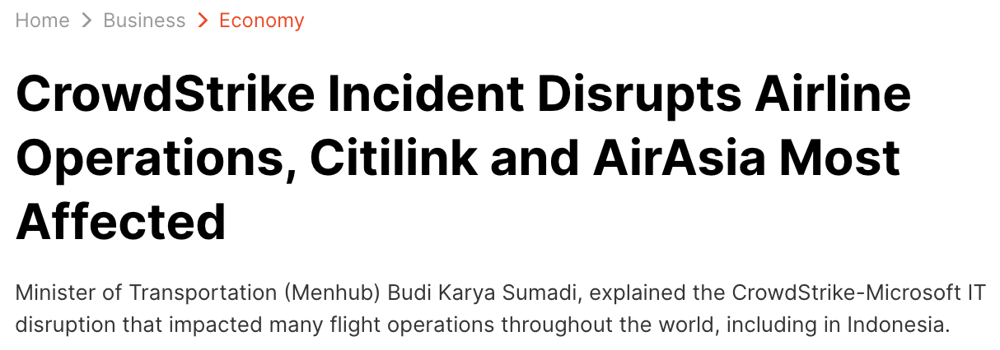 Home > Business > Economy
CrowdStrike Incident Disrupts Airline
Operations, Citilink and AirAsia Most
Affected
Minister of Transportation (Menhub) Budi Karya Sumadi, explained the CrowdStrike-Microsoft IT
disruption that impacted many flight operations throughout the world, including in Indonesia.